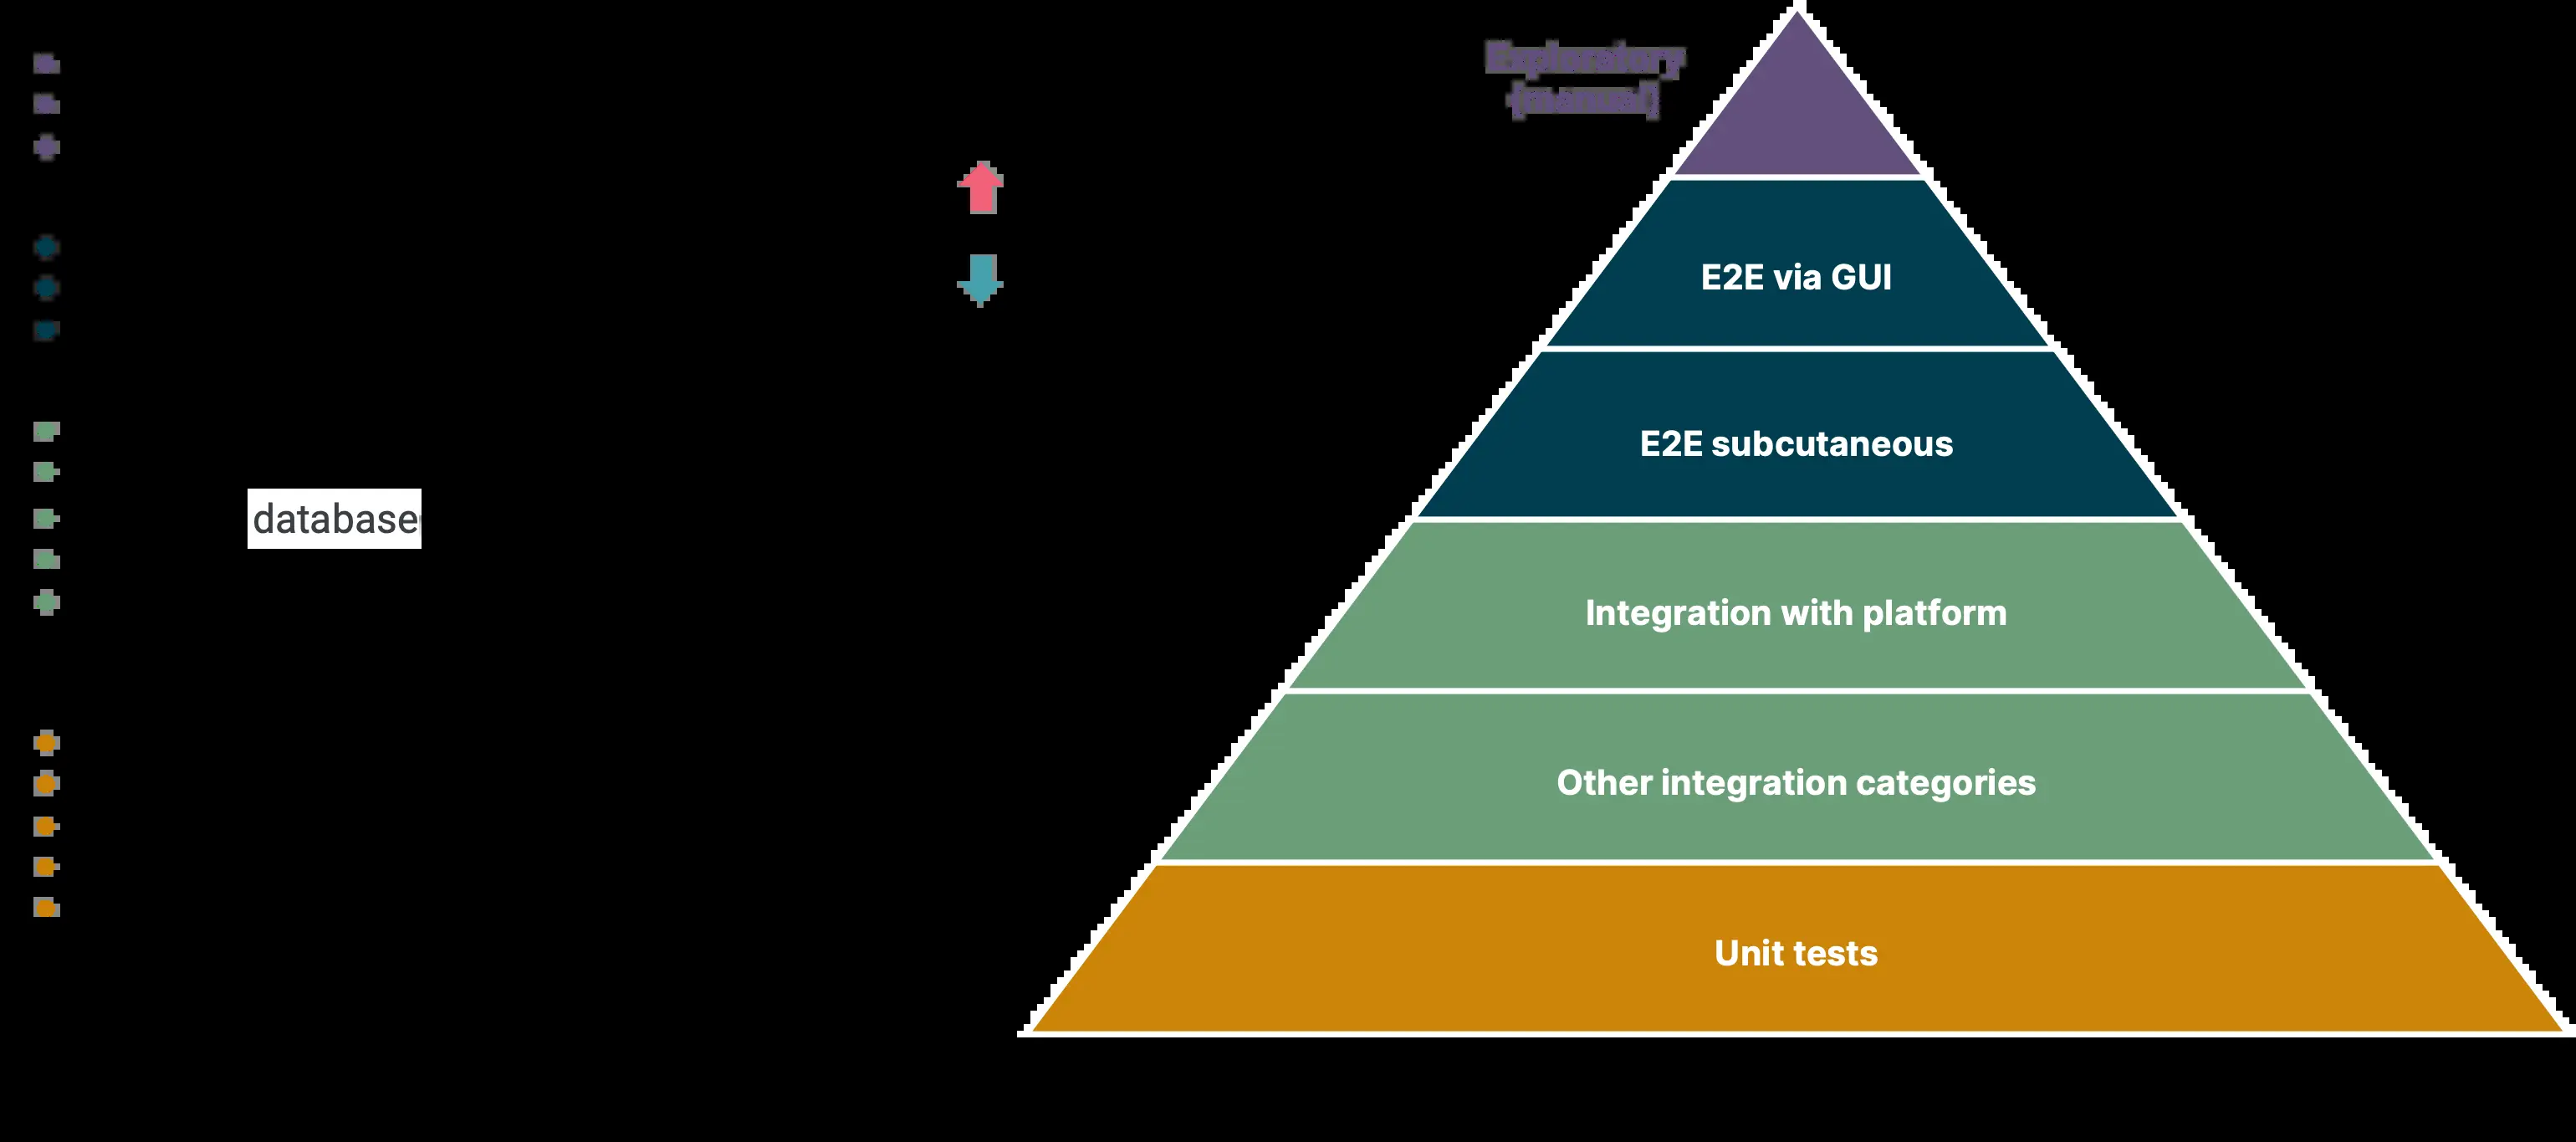 Exploratory
(manual)
E2E via GUI
E2E subcutaneous
database
Integration with platform
Other integration categories
Unit tests